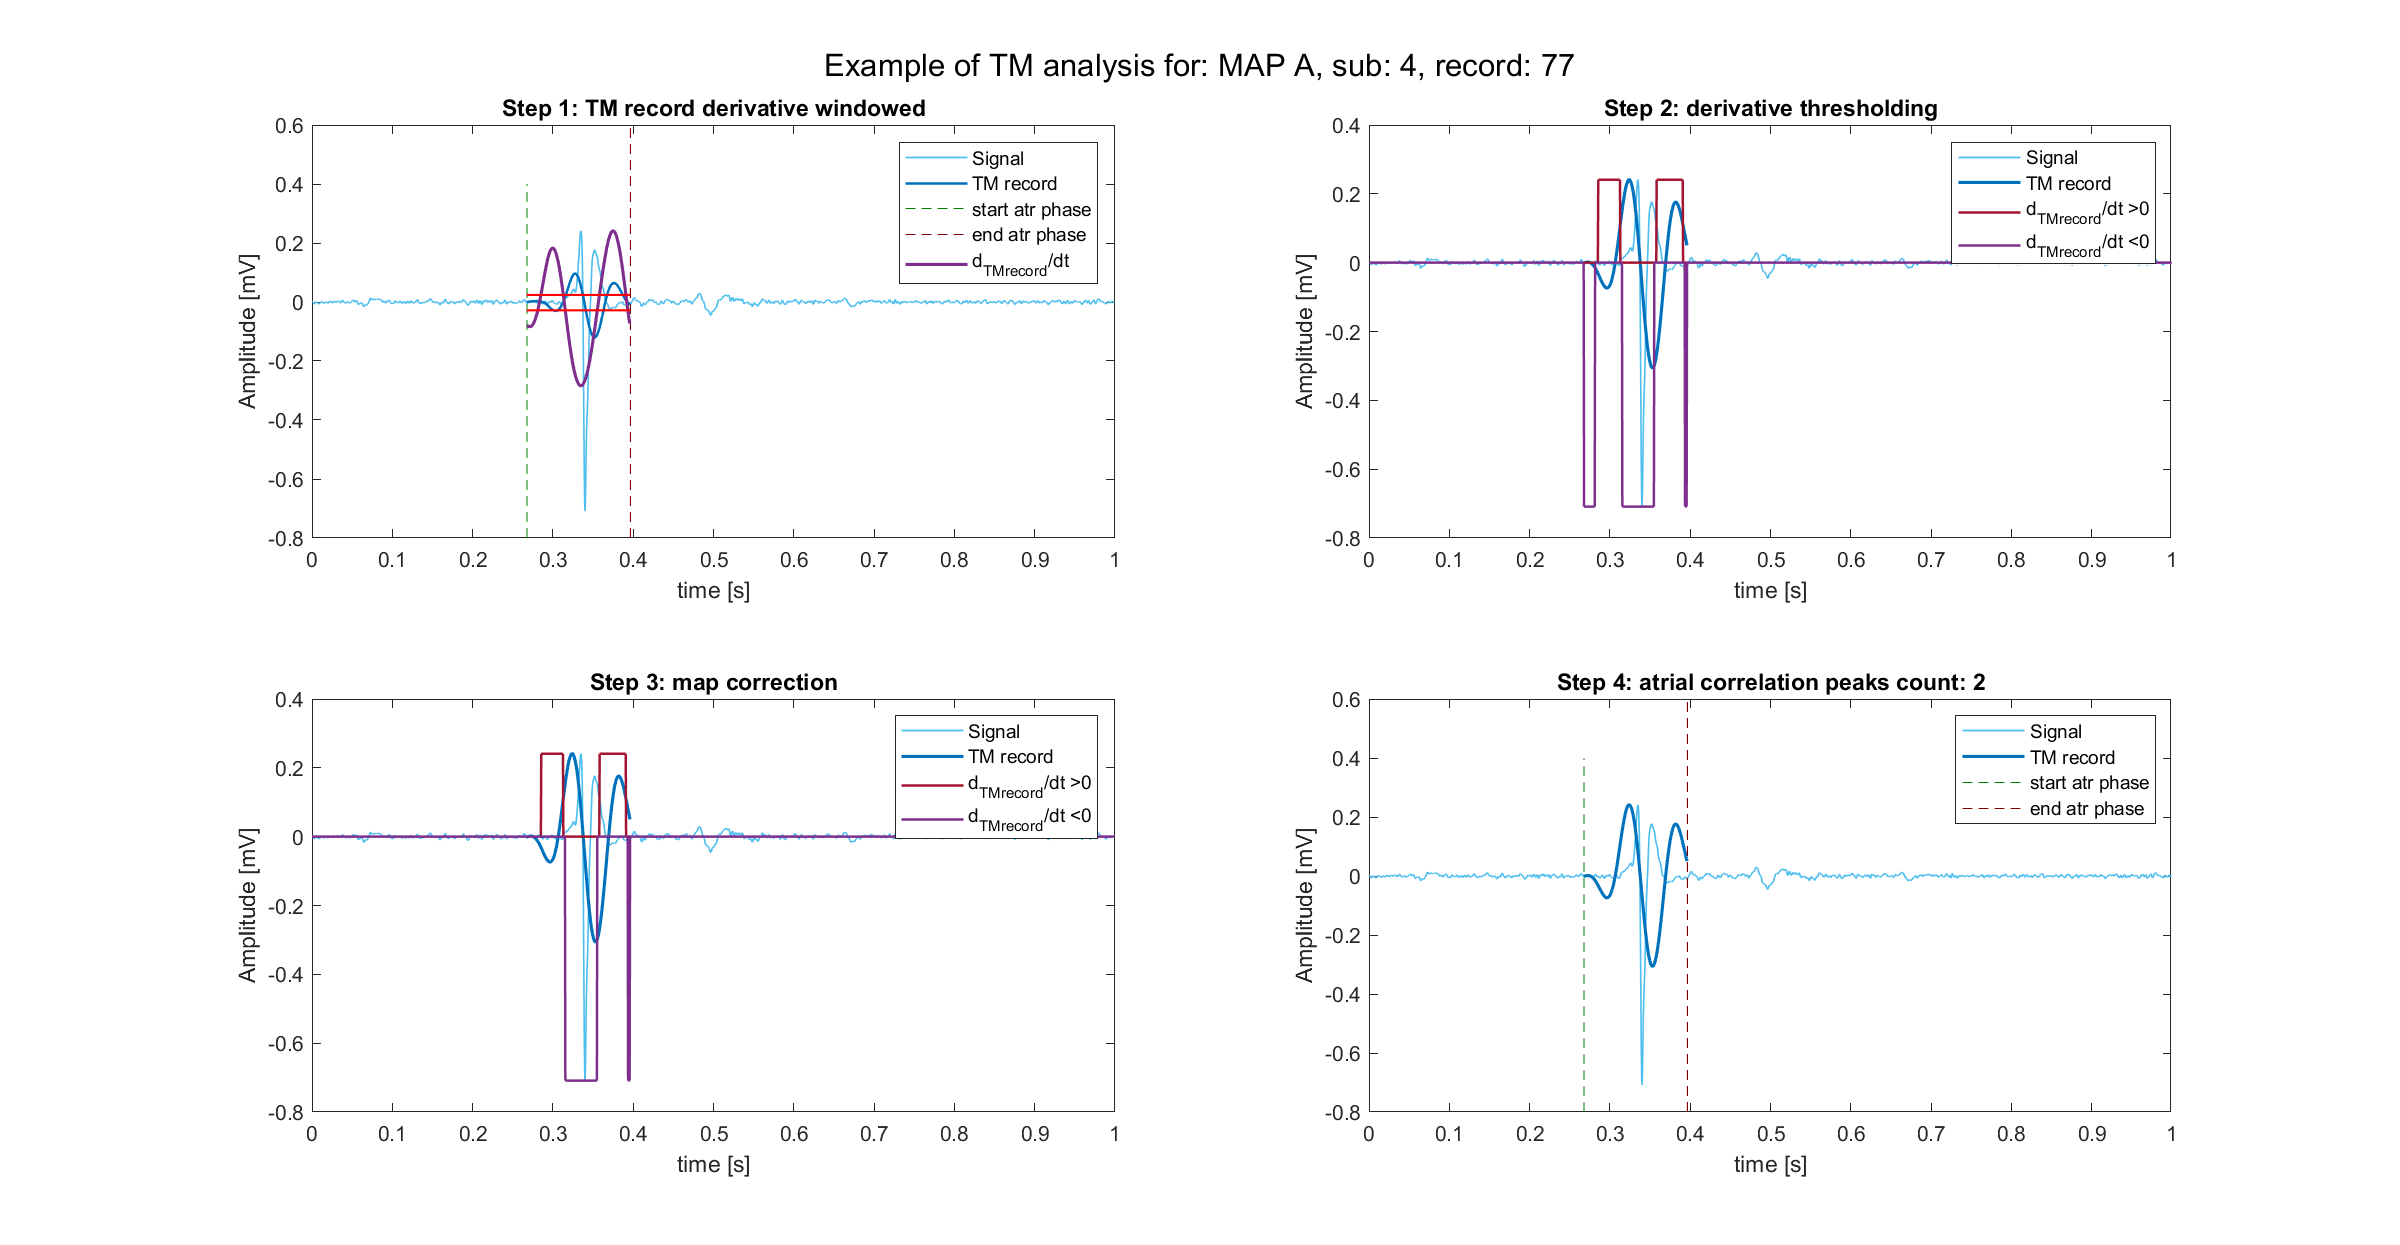 Example of TM analysis for: MAP A, sub: 4, record: 77
Step 1: TM record derivative windowed
0.6
0.4
0.2
0
-0.2
-0.4
-0.6
-0.8
Amplitude [mV]
Signal
TM record
start atr phase
end atr phase
dTMrecord/dt
0 0.1 0.2 0.3 0.4 0.5 0.6 0.7 0.8 0.9 1
time [s]
Step 2: derivative thresholding
0.4
0.2
0
-0.2
-0.4
-0.6
-0.8
Amplitude [mV]
Signal
TM record
dTMrecord/dt >0
dTMrecord/dt <0
0 0.1 0.2 0.3 0.4 0.5 0.6 0.7 0.8 0.9 1
time [s]
Step 3: map correction
0.4
0.2
0
-0.2
-0.4
-0.6
-0.8
Amplitude [mV]
Signal
TM record
dTMrecord/dt >0
dTMrecord/dt <0
0 0.1 0.2 0.3 0.4 0.5 0.6 0.7 0.8 0.9 1
time [s]
Step 4: atrial correlation peaks count: 2
0.6
0.4
0.2
0
-0.2
-0.4
-0.6
-0.8
Amplitude [mV]
Signal
TM record
start atr phase
end atr phase
0 0.1 0.2 0.3 0.4 0.5 0.6 0.7 0.8 0.9 1
time [s]